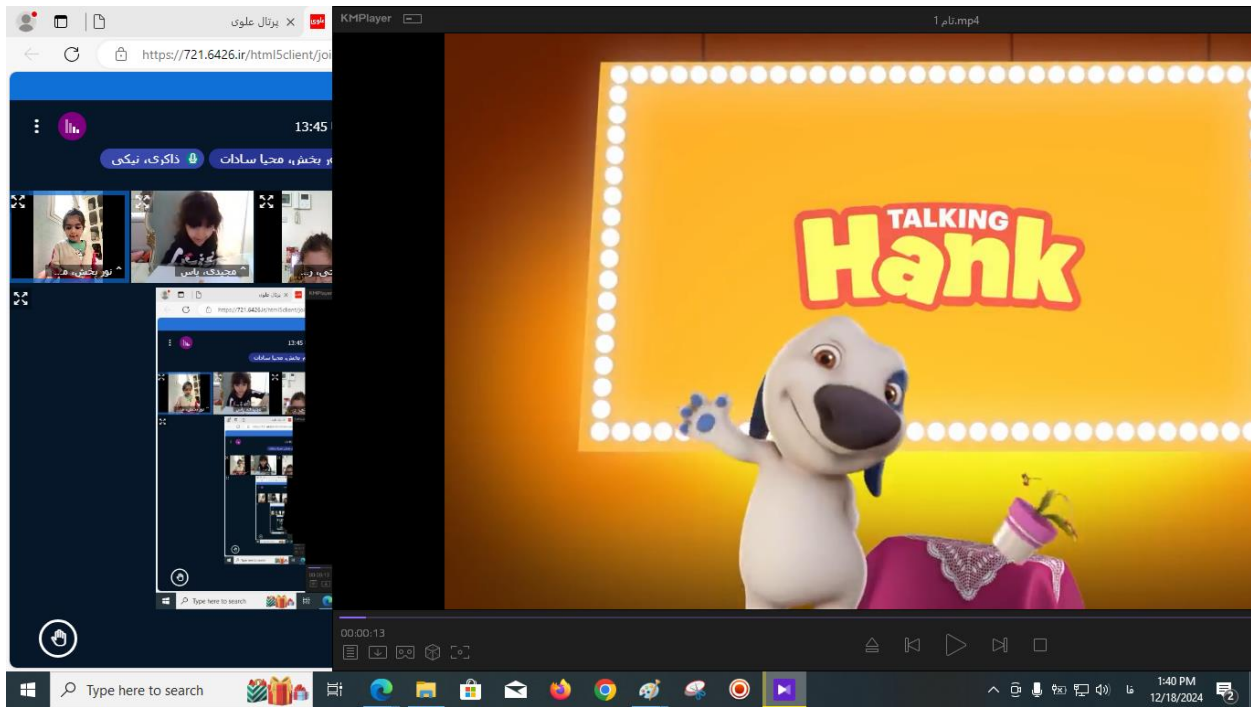 پرتال علوی
https://721.6426.ir/html5client/joi
13:45
ر بخش، محیا سادات
ذاکری، نیکی
نور بخش، م...
مجیدی، یاس
KMPlayer
تام 1.mp4
TALKING
Hank
00:00:13
Type here to search
فا
1:40 PM
12/18/2024
2